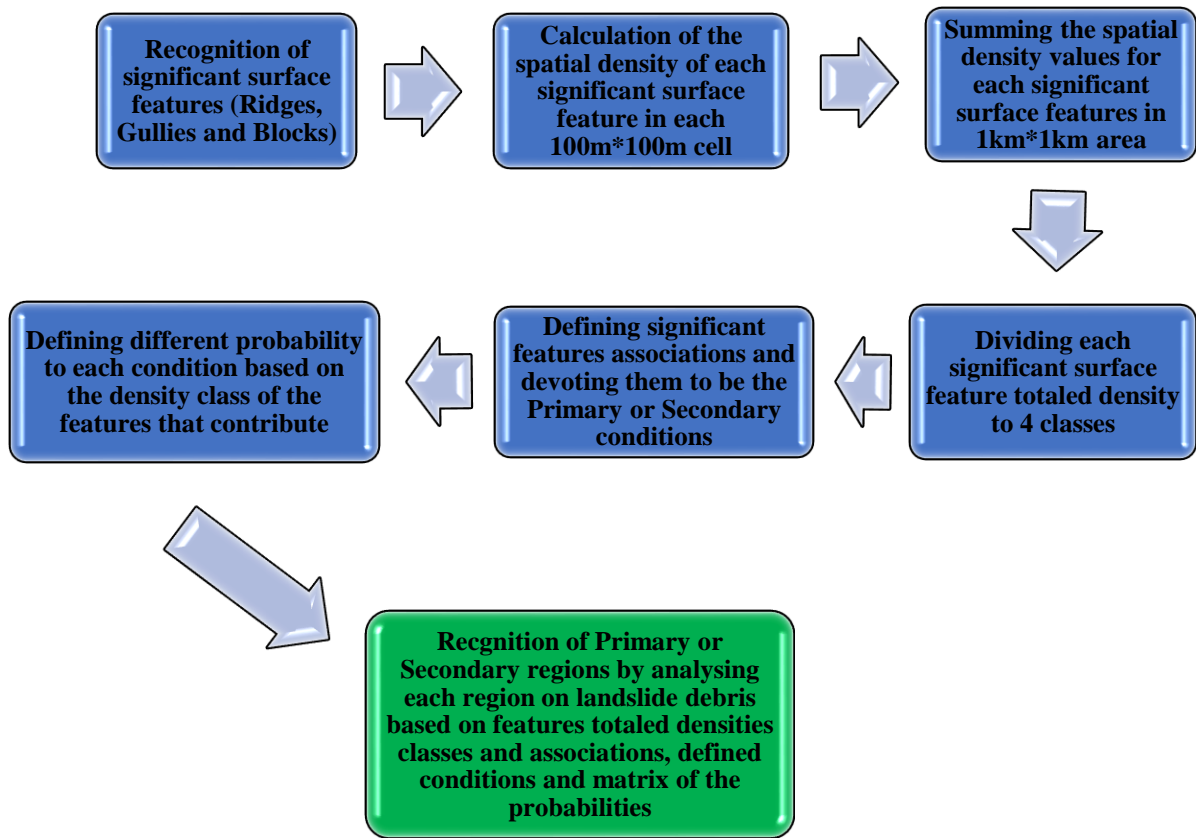 Recognition of
significant surface
features (Ridges,
Gullies and Blocks)
Calculation of the
spatial density of each
significant surface
feature in each
100m*100m cell
Summing the spatial
density values for
each significant
surface features in
1km*1km area
Dividing each
significant surface
feature totaled density
to 4 classes
Defining significant
features associations and
devoting them to be the
Primary or Secondary
conditions
Defining different probability
to each condition based on
the density class of the
features that contribute
Recgnition of Primary or
Secondary regions by analysing
each region on landslide debris
based on features totaled densities
classes and associations, defined
conditions and matrix of the
probabilities